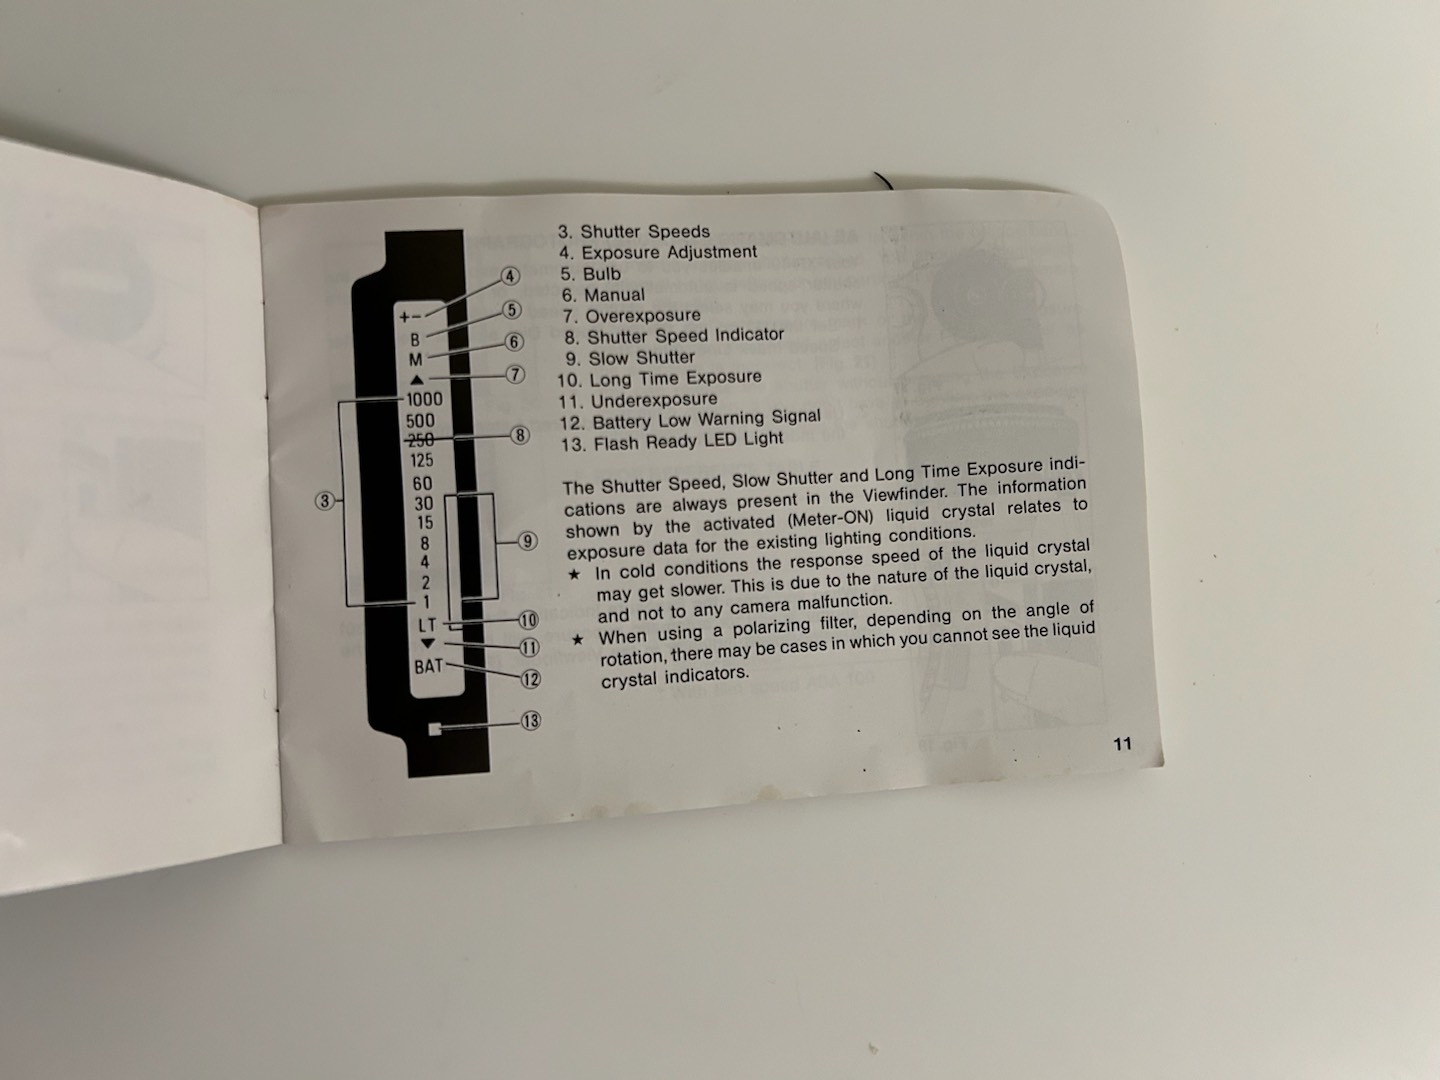 3. Shutter Speeds
4. Exposure Adjustment
5. Bulb
6. Manual
7. Overexposure
8. Shutter Speed Indicator
9. Slow Shutter
10. Long Time Exposure
11. Underexposure
12. Battery Low Warning Signal
13. Flash Ready LED Light
+− ④
B ⑤
M ⑥
▲ ⑦
1000
500
250 ⑧
125
60
③ 30
15
8 ⑨
4
2
1
LT ⑩
▼ ⑪
BAT ⑫
⑬
The Shutter Speed, Slow Shutter and Long Time Exposure indi-
cations are always present in the Viewfinder. The information
shown by the activated (Meter-ON) liquid crystal relates to
exposure data for the existing lighting conditions.
★ In cold conditions the response speed of the liquid crystal
may get slower. This is due to the nature of the liquid crystal,
and not to any camera malfunction.
★ When using a polarizing filter, depending on the angle of
rotation, there may be cases in which you cannot see the liquid
crystal indicators.
11